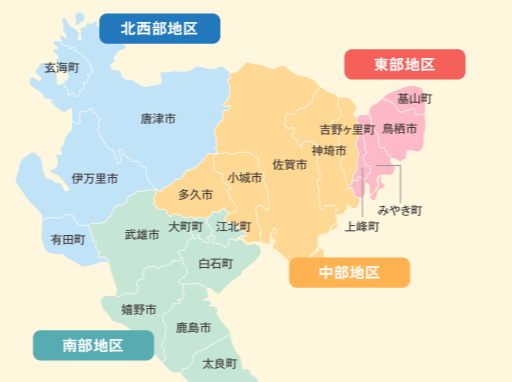 北西部地区
東部地区
玄海町
基山町
唐津市
吉野ヶ里町
鳥栖市
神埼市
佐賀市
小城市
伊万里市
多久市
みやき町
上峰町
大町町
江北町
武雄市
有田町
白石町
中部地区
嬉野市
鹿島市
南部地区
太良町